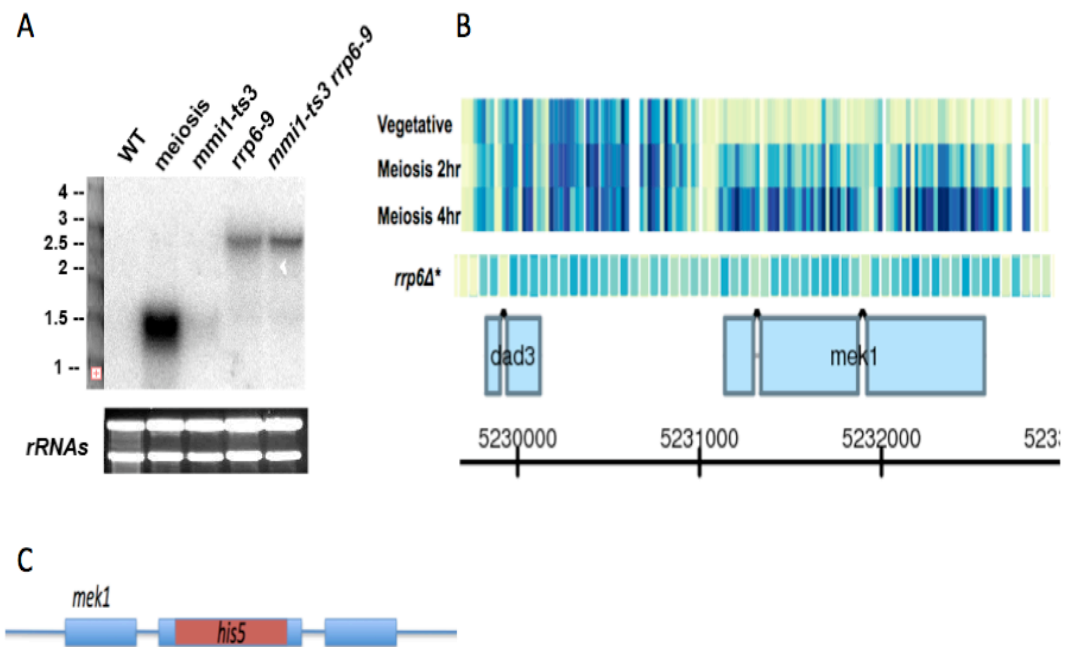 A
WT
meiosis
mmi1-ts3
rrp6-9
mmi1-ts3 rrp6-9
4 --
3 --
2.5 --
2 --
1.5 --
1 --
rRNAs
B
Vegetative
Meiosis 2hr
Meiosis 4hr
rrp6Δ*
dad3
mek1
5230000
5231000
5232000
523
C
mek1
his5